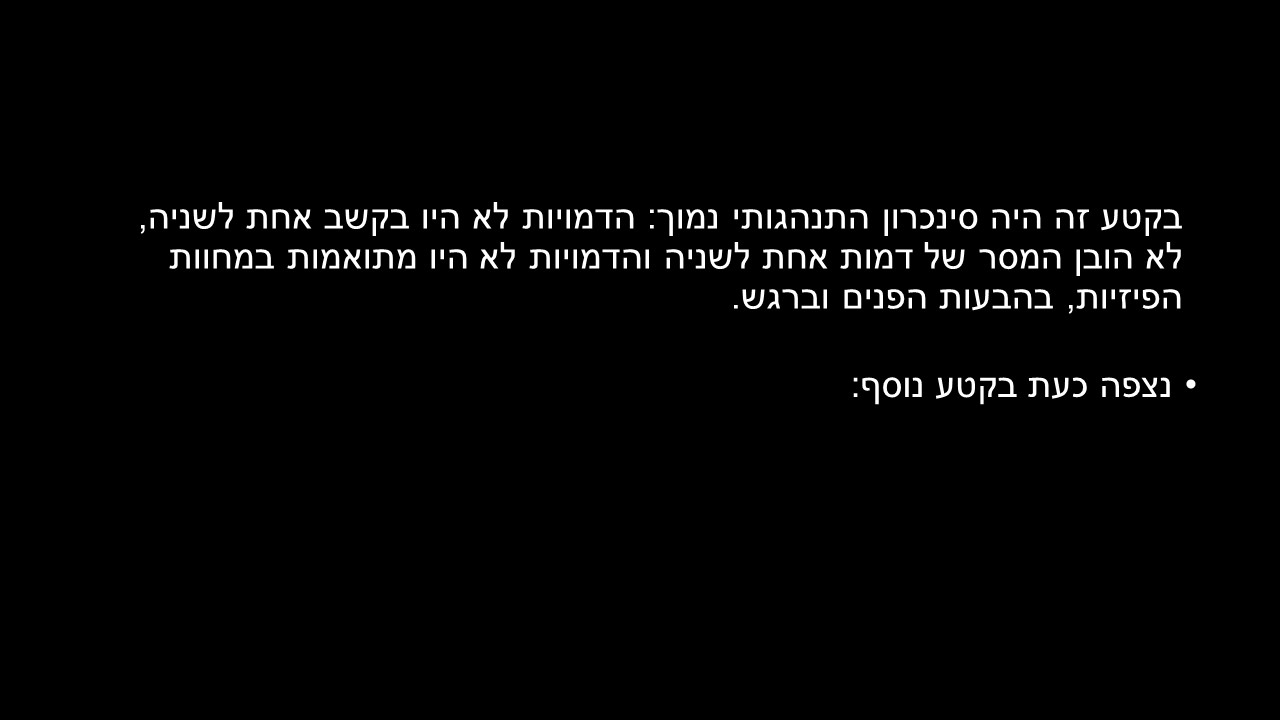 בקטע זה היה סינכרון התנהגותי נמוך: הדמויות לא היו בקשב אחת לשניה,
לא הובן המסר של דמות אחת לשניה והדמויות לא היו מתואמות במחוות
הפיזיות, בהבעות הפנים וברגש.
• נצפה כעת בקטע נוסף: